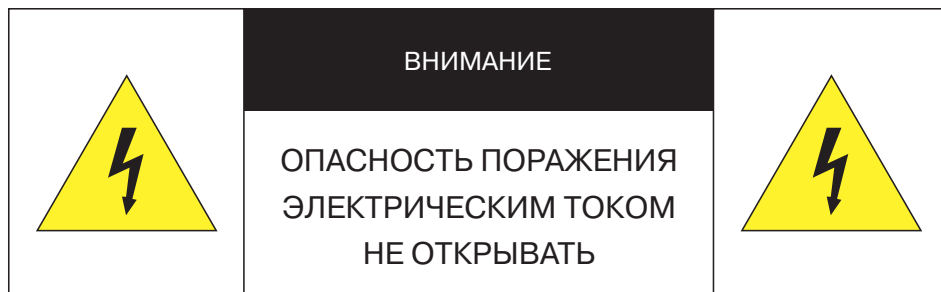 ВНИМАНИЕ
ОПАСНОСТЬ ПОРАЖЕНИЯ
ЭЛЕКТРИЧЕСКИМ ТОКОМ
НЕ ОТКРЫВАТЬ